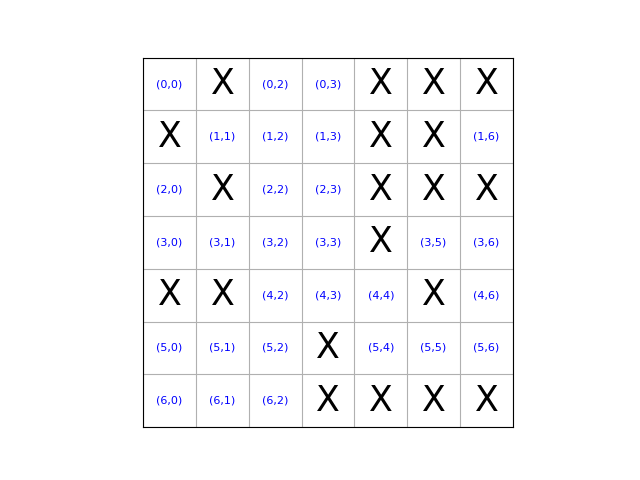 (0,0) X (0,2) (0,3) X X X
X (1,1) (1,2) (1,3) X X (1,6)
(2,0) X (2,2) (2,3) X X X
(3,0) (3,1) (3,2) (3,3) X (3,5) (3,6)
X X (4,2) (4,3) (4,4) X (4,6)
(5,0) (5,1) (5,2) X (5,4) (5,5) (5,6)
(6,0) (6,1) (6,2) X X X X